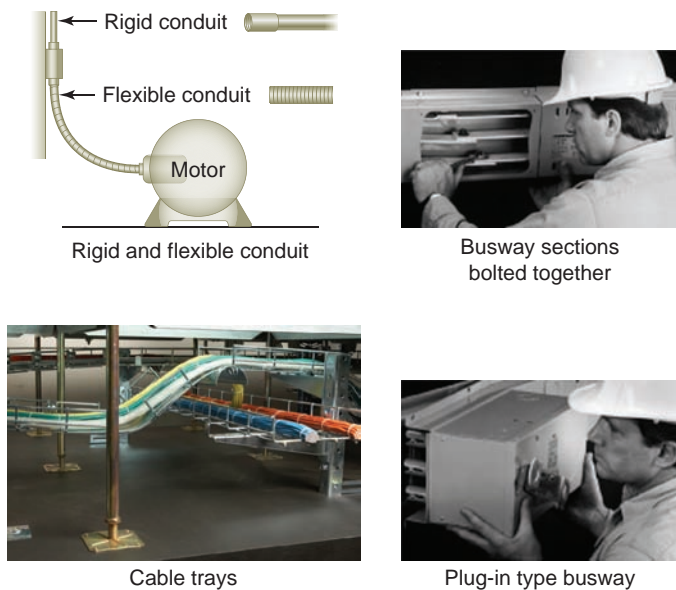 Rigid conduit
Flexible conduit
Motor
Rigid and flexible conduit
Busway sections
bolted together
Cable trays
Plug-in type busway